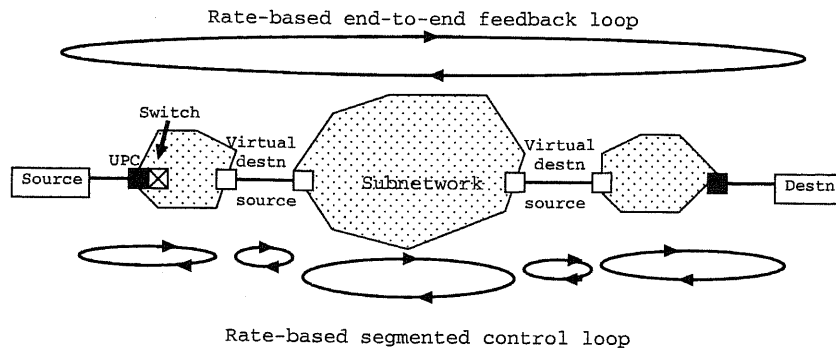 Rate-based end-to-end feedback loop
Switch
UPC
Virtual
destn
Virtual
destn
Source
Subnetwork
Destn
source
source
Rate-based segmented control loop